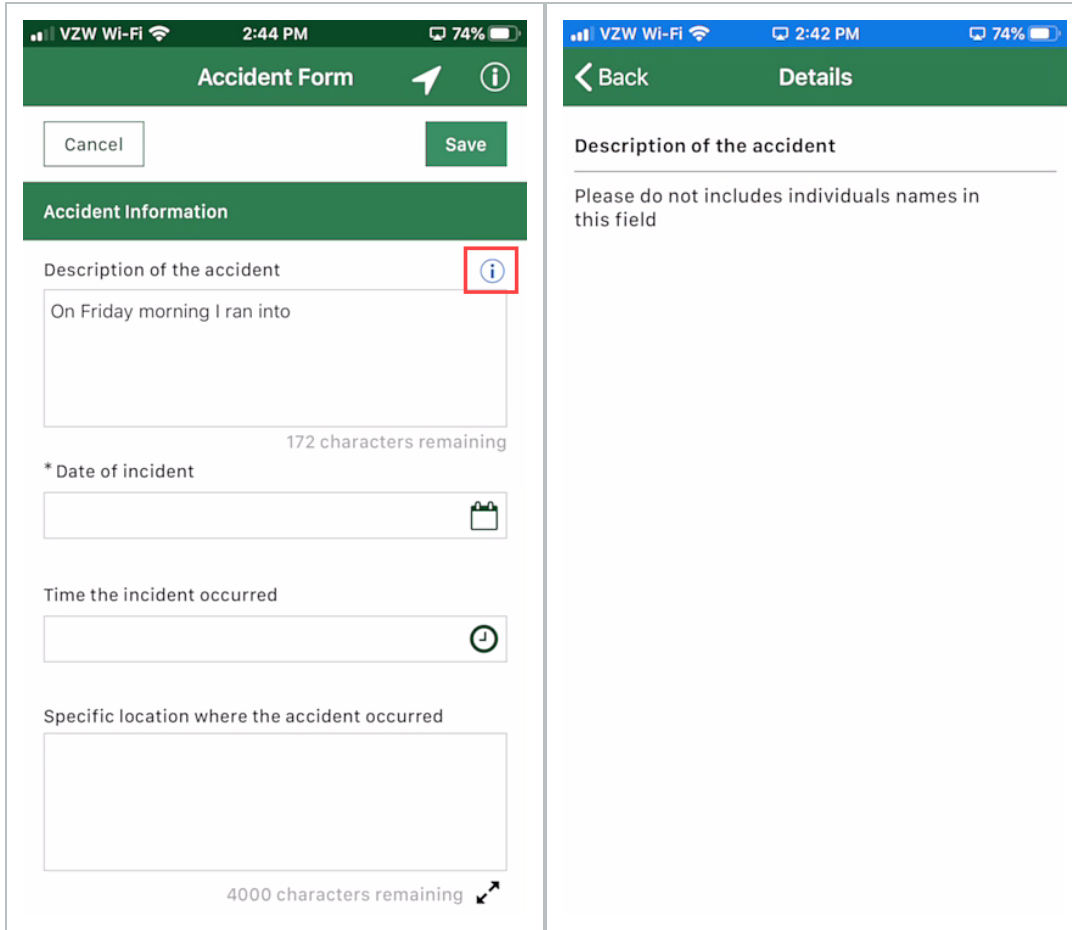 VZW Wi-Fi 2:44 PM 74%
Accident Form
Cancel Save
Accident Information
Description of the accident
On Friday morning I ran into
172 characters remaining
* Date of incident
Time the incident occurred
Specific location where the accident occurred
4000 characters remaining
VZW Wi-Fi 2:42 PM 74%
Back Details
Description of the accident
Please do not includes individuals names in
this field